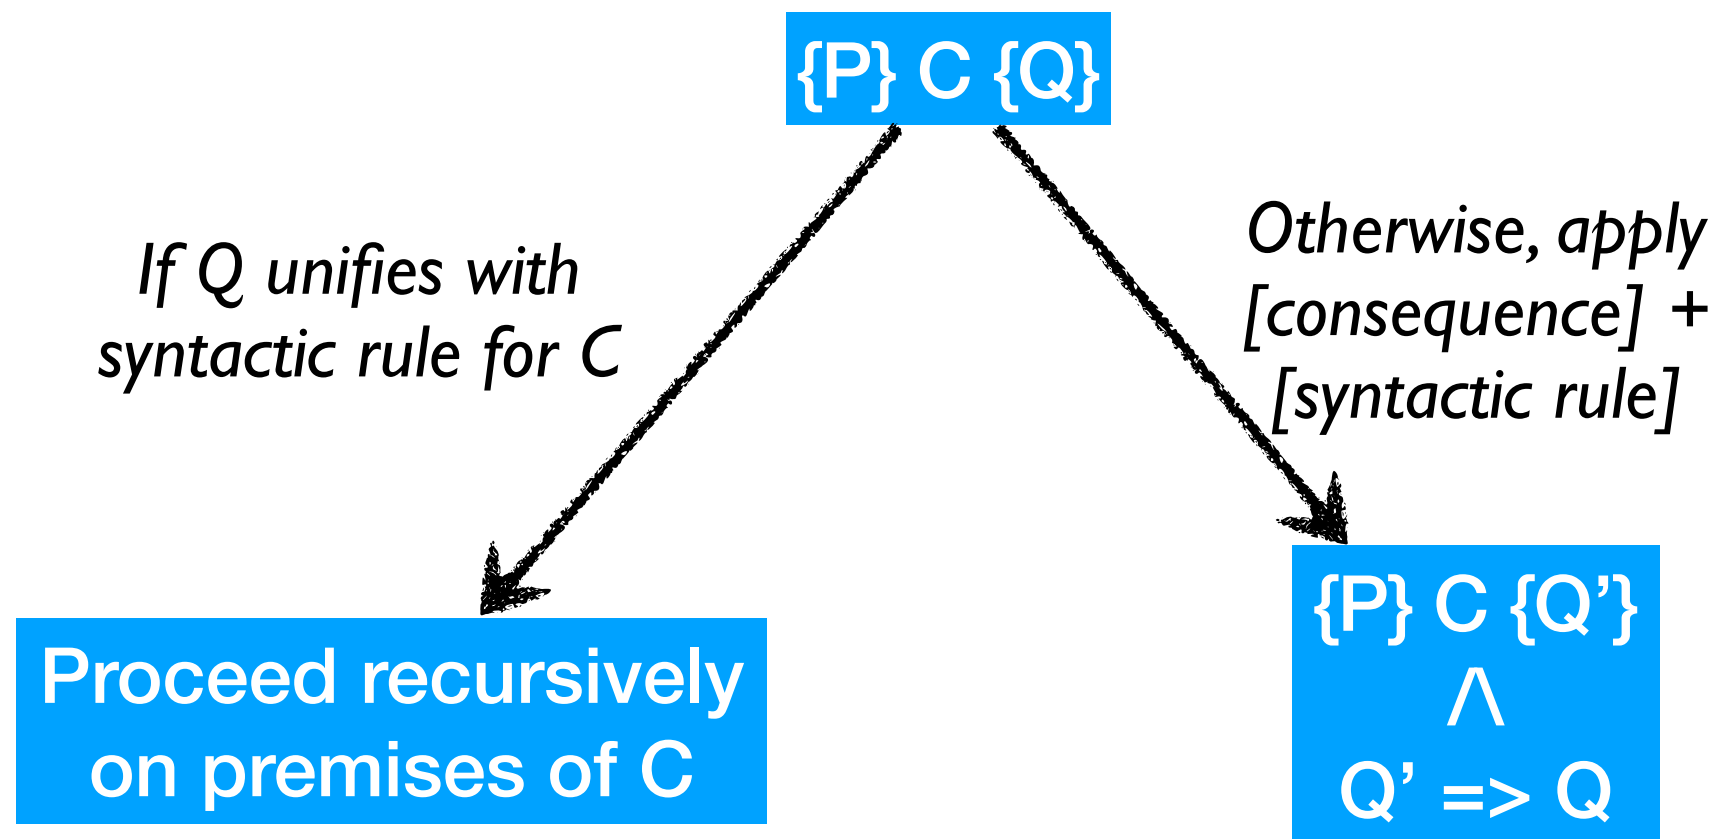 {P} C {Q}
If Q unifies with
syntactic rule for C
Otherwise, apply
[consequence] +
[syntactic rule]
Proceed recursively
on premises of C
{P} C {Q’}
/\
Q’ => Q